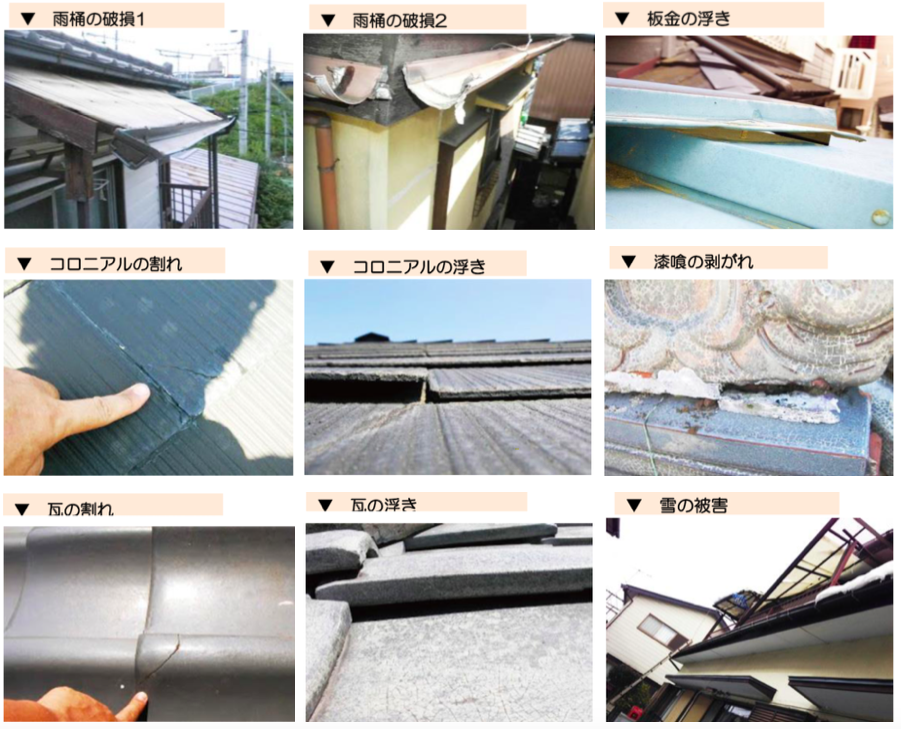 ▼ 雨樋の破損1
▼ 雨樋の破損2
▼ 板金の浮き
▼ コロニアルの割れ
▼ コロニアルの浮き
▼ 漆喰の剥がれ
▼ 瓦の割れ
▼ 瓦の浮き
▼ 雪の被害